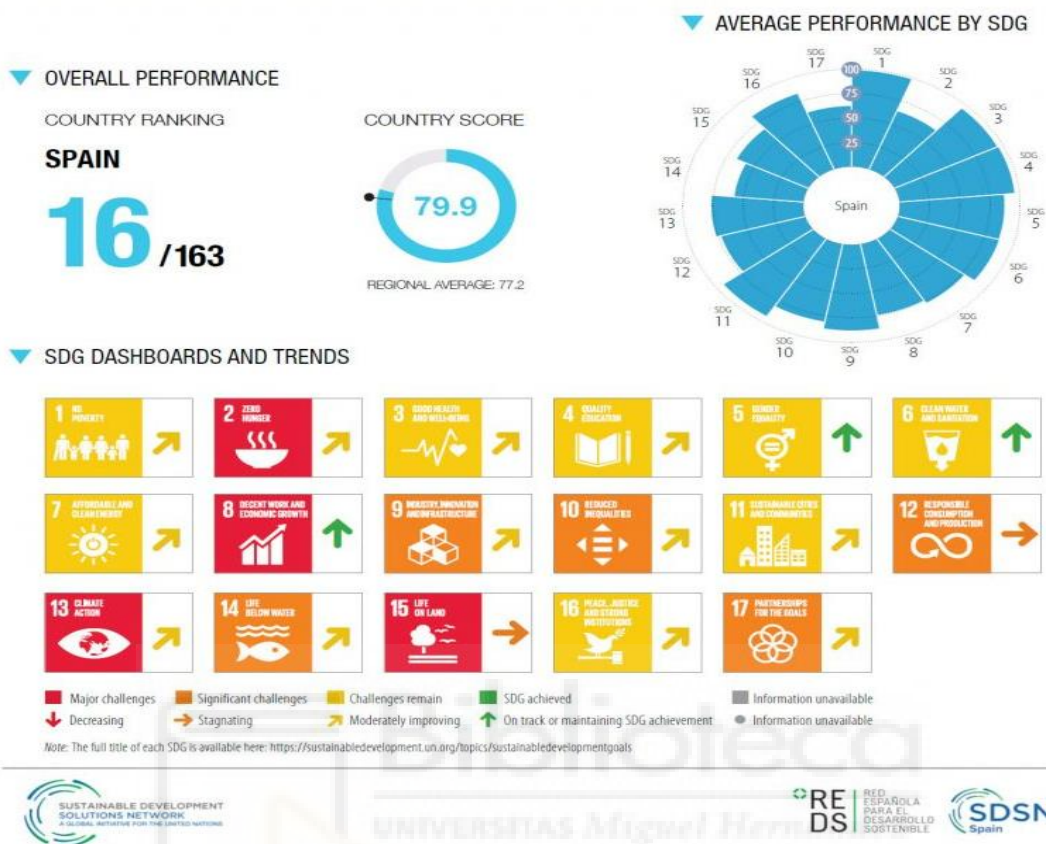 AVERAGE PERFORMANCE BY SDG
OVERALL PERFORMANCE
COUNTRY RANKING
SPAIN
16 /163
COUNTRY SCORE
79.9
REGIONAL AVERAGE: 77.2
SDG 1
SDG 2
SDG 3
SDG 4
SDG 5
SDG 6
SDG 7
SDG 8
SDG 9
SDG 10
SDG 11
SDG 12
SDG 13
SDG 14
SDG 15
SDG 16
SDG 17
100
75
50
25
Spain
SDG DASHBOARDS AND TRENDS
1 NO POVERTY
2 ZERO HUNGER
3 GOOD HEALTH AND WELL-BEING
4 QUALITY EDUCATION
5 GENDER EQUALITY
6 CLEAN WATER AND SANITATION
7 AFFORDABLE AND CLEAN ENERGY
8 DECENT WORK AND ECONOMIC GROWTH
9 INDUSTRY, INNOVATION AND INFRASTRUCTURE
10 REDUCED INEQUALITIES
11 SUSTAINABLE CITIES AND COMMUNITIES
12 RESPONSIBLE CONSUMPTION AND PRODUCTION
13 CLIMATE ACTION
14 LIFE BELOW WATER
15 LIFE ON LAND
16 PEACE, JUSTICE AND STRONG INSTITUTIONS
17 PARTNERSHIPS FOR THE GOALS
Major challenges Significant challenges Challenges remain SDG achieved Information unavailable
Decreasing Stagnating Moderately improving On track or maintaining SDG achievement Information unavailable
Note: The full title of each SDG is available here: https://sustainabledevelopment.un.org/topics/sustainabledevelopmentgoals
Biblioteca
UNIVERSITAS Miguel Hern
SUSTAINABLE DEVELOPMENT
SOLUTIONS NETWORK
A GLOBAL INITIATIVE FOR THE UNITED NATIONS
REDS
RED
ESPAÑOLA
PARA EL
DESARROLLO
SOSTENIBLE
SDSN
Spain